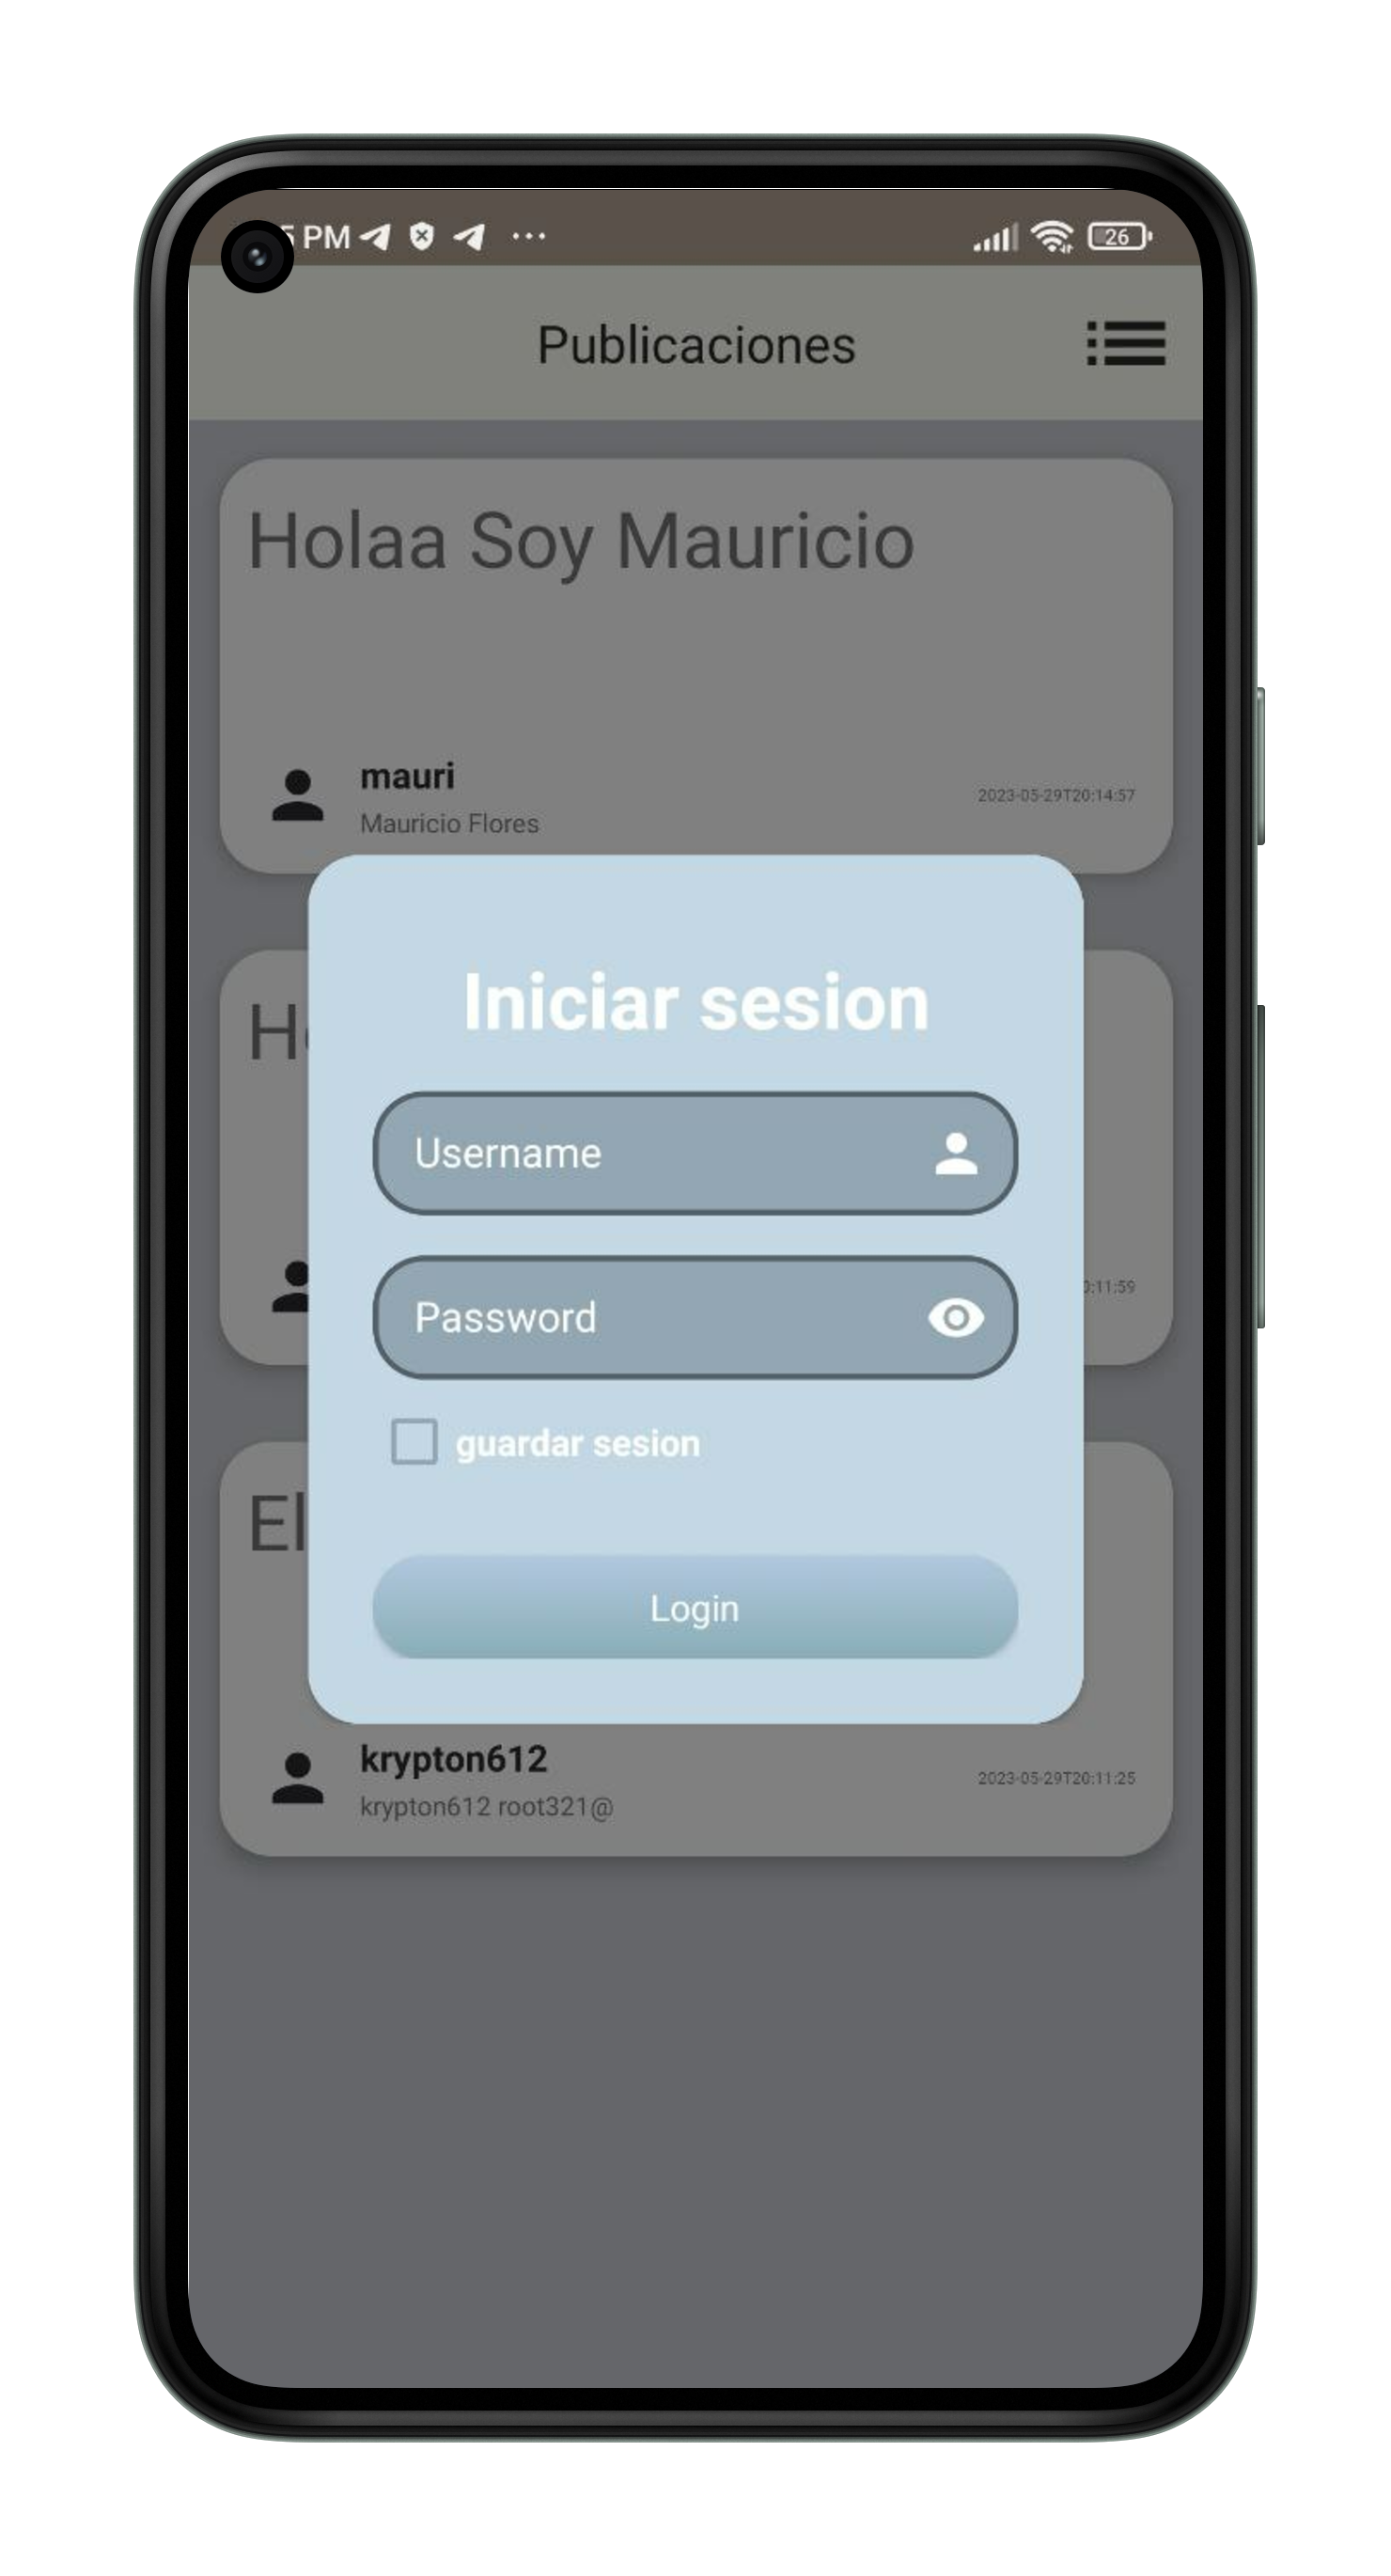 PM
26
Publicaciones
Holaa Soy Mauricio
mauri
Mauricio Flores
2023-05-29T20:14:57
Iniciar sesion
Username
Password
:11:59
guardar sesion
El
Login
krypton612
krypton612 root321@
2023-05-29T20:11:25